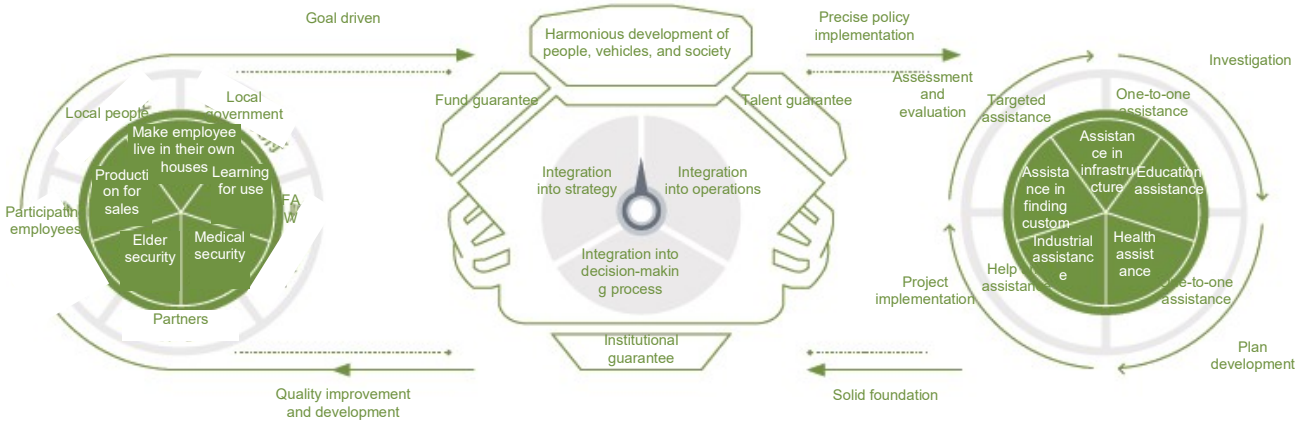 Goal driven
Harmonious development of
people, vehicles, and society
Precise policy
implementation
Fund guarantee
Talent guarantee
Assessment
and
evaluation
Investigation
Local people
Local
government
Make employee
live in their own
houses
Producti
on for
sales
Learning
for use
Elder
security
Medical
security
Participatin
employees
FA
W
Partners
Integration
into strategy
Integration
into operations
Integration into
decision-makin
g process
Institutional
guarantee
Targeted
assistance
One-to-one
assistance
Assistan
ce in
infrastru
cture
Education
assistance
Assista
nce in
finding
custom
Industrial
assistanc
e
Health
assist
ance
Help
assistance
One-to-one
assistance
Project
implementation
Plan
development
Quality improvement
and development
Solid foundation